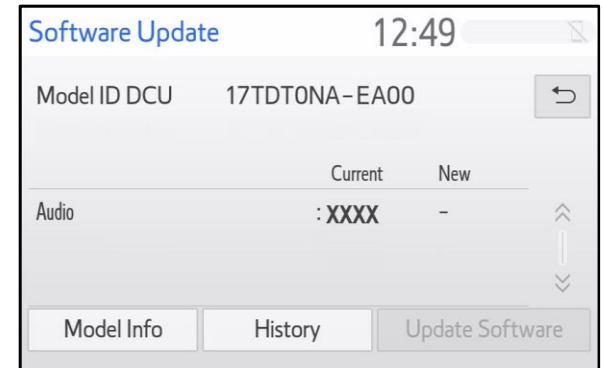 Software Update 12:49
Model ID DCU 17TDT0NA-EA00
Current New
Audio : XXXX -
Model Info History Update Software